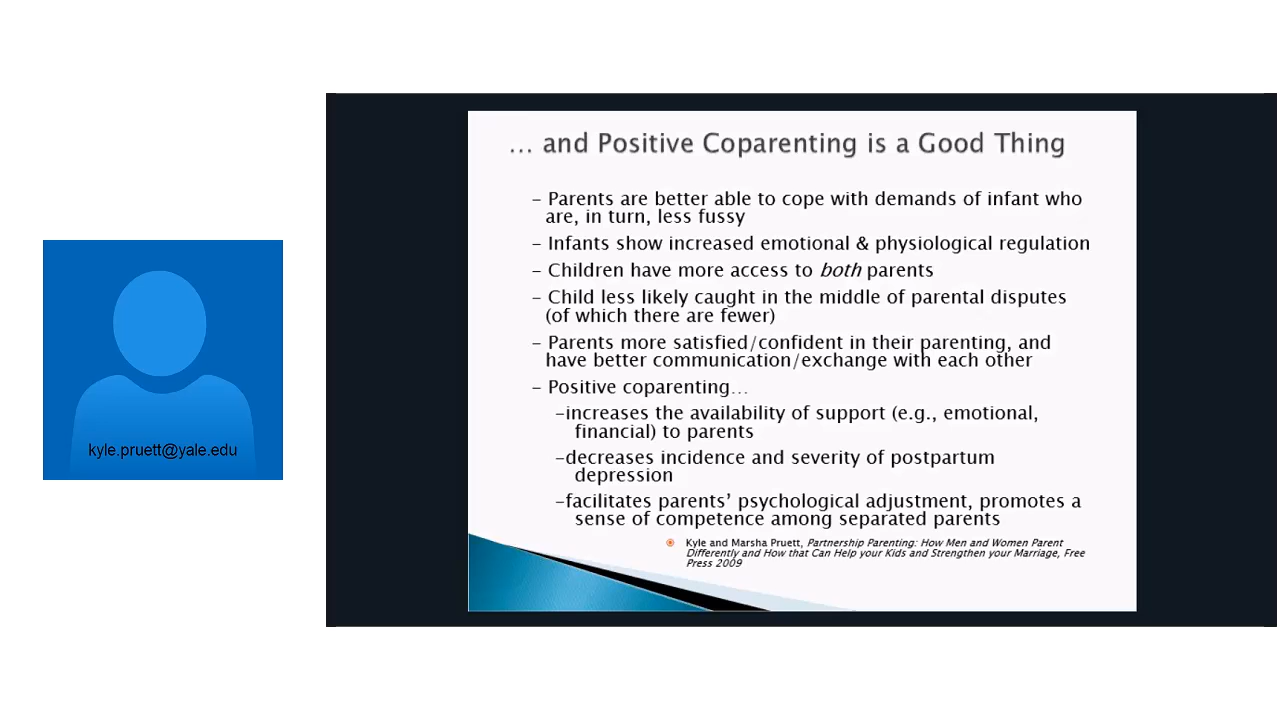 kyle.pruett@yale.edu
… and Positive Coparenting is a Good Thing
– Parents are better able to cope with demands of infant who
are, in turn, less fussy
– Infants show increased emotional & physiological regulation
– Children have more access to both parents
– Child less likely caught in the middle of parental disputes
(of which there are fewer)
– Parents more satisfied/confident in their parenting, and
have better communication/exchange with each other
– Positive coparenting…
–increases the availability of support (e.g., emotional,
financial) to parents
–decreases incidence and severity of postpartum
depression
–facilitates parents’ psychological adjustment, promotes a
sense of competence among separated parents
Kyle and Marsha Pruett, Partnership Parenting: How Men and Women Parent
Differently and How that Can Help your Kids and Strengthen your Marriage, Free
Press 2009